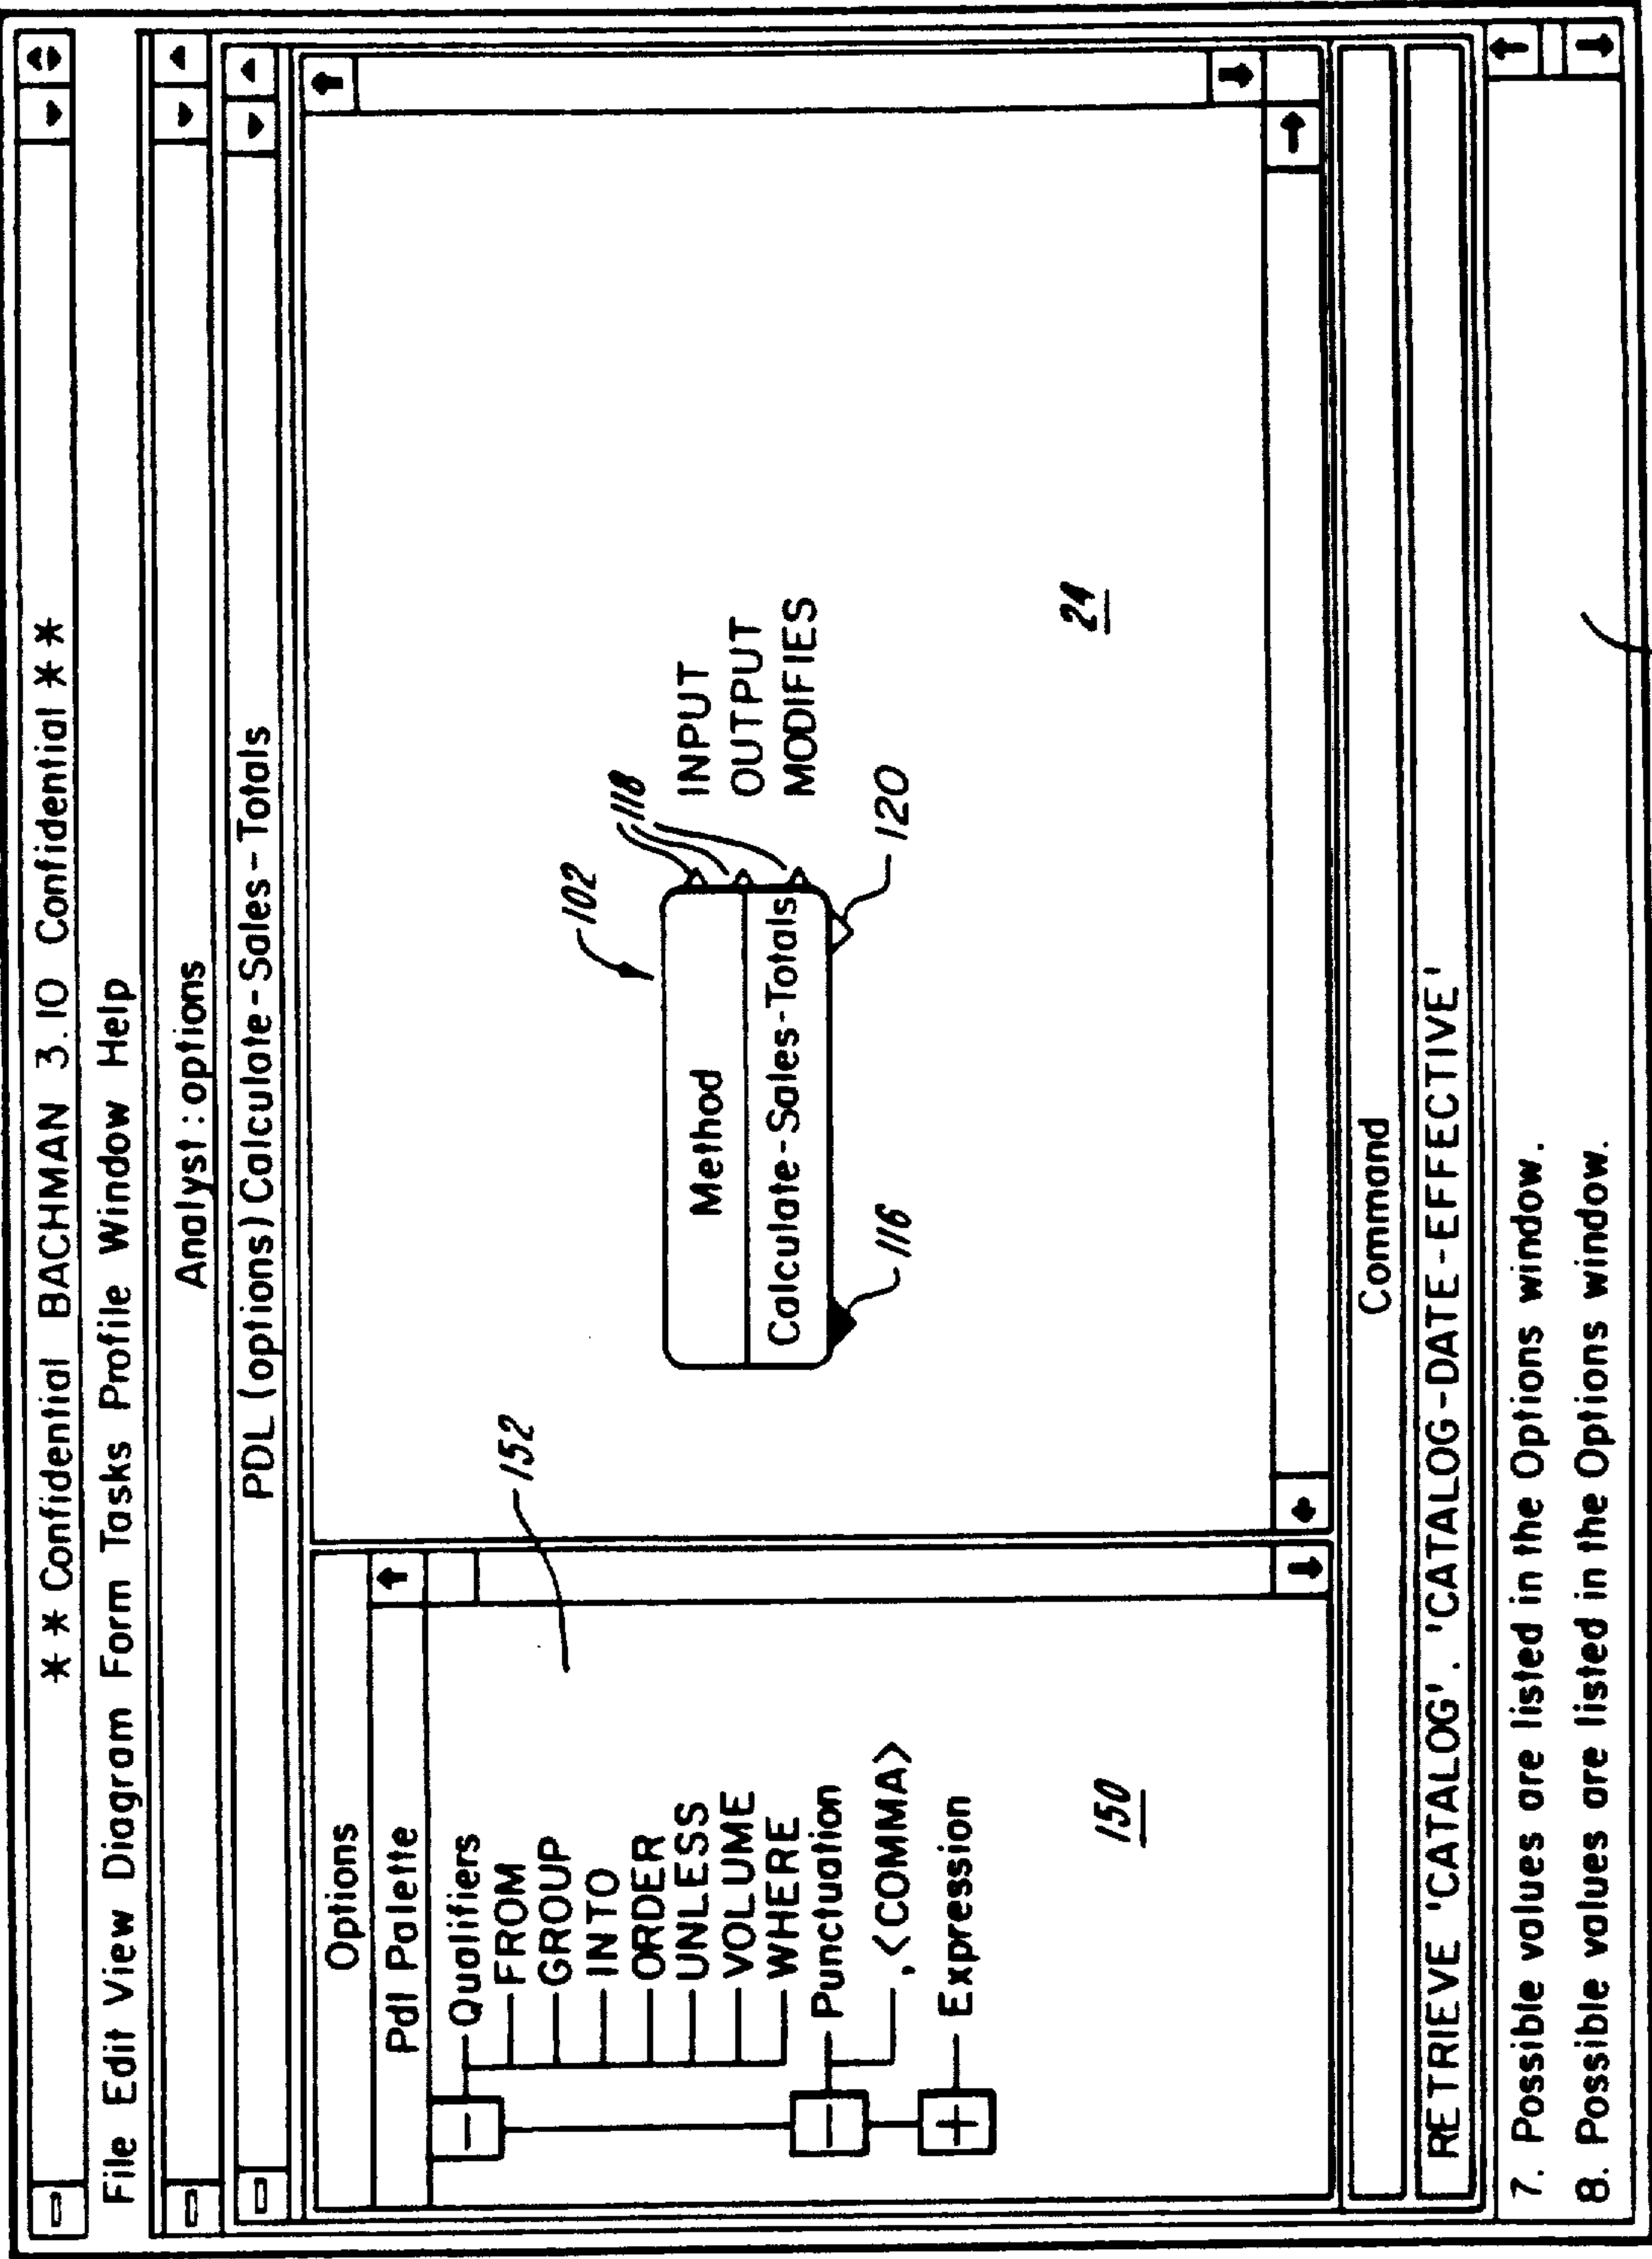 * * Confidential BACHMAN 3.10 Confidential * *
File Edit View Diagram Form Tasks Profile Window Help
Analyst : options
PDL (options) Calculate-Sales-Totals
Options
Pdl Palette
− Qualifiers
FROM
GROUP
INTO
ORDER
UNLESS
VOLUME
WHERE
− Punctuation
, <COMMA>
+ Expression
150
152
102
118
Method
Calculate-Sales-Totals
INPUT
OUTPUT
MODIFIES
116
120
24
Command
RETRIEVE 'CATALOG'. 'CATALOG-DATE-EFFECTIVE'
7. Possible values are listed in the Options window.
8. Possible values are listed in the Options window.